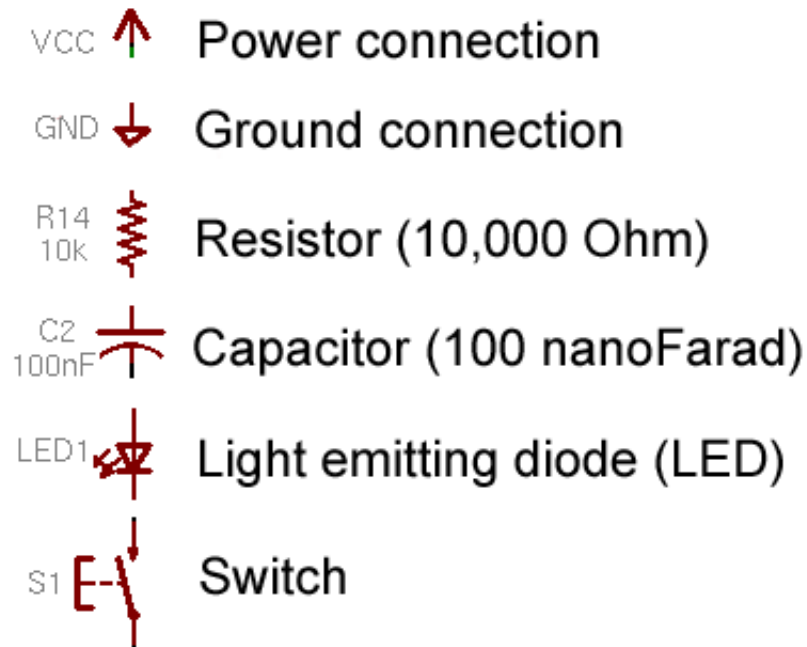 VCC Power connection
GND Ground connection
R14
10k
Resistor (10,000 Ohm)
C2
100nF
Capacitor (100 nanoFarad)
LED1 Light emitting diode (LED)
S1 Switch